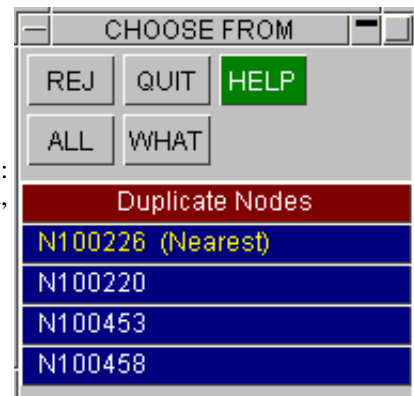 CHOOSE FROM
REJ QUIT HELP
ALL WHAT
:
,
Duplicate Nodes
N100226 (Nearest)
N100220
N100453
N100458